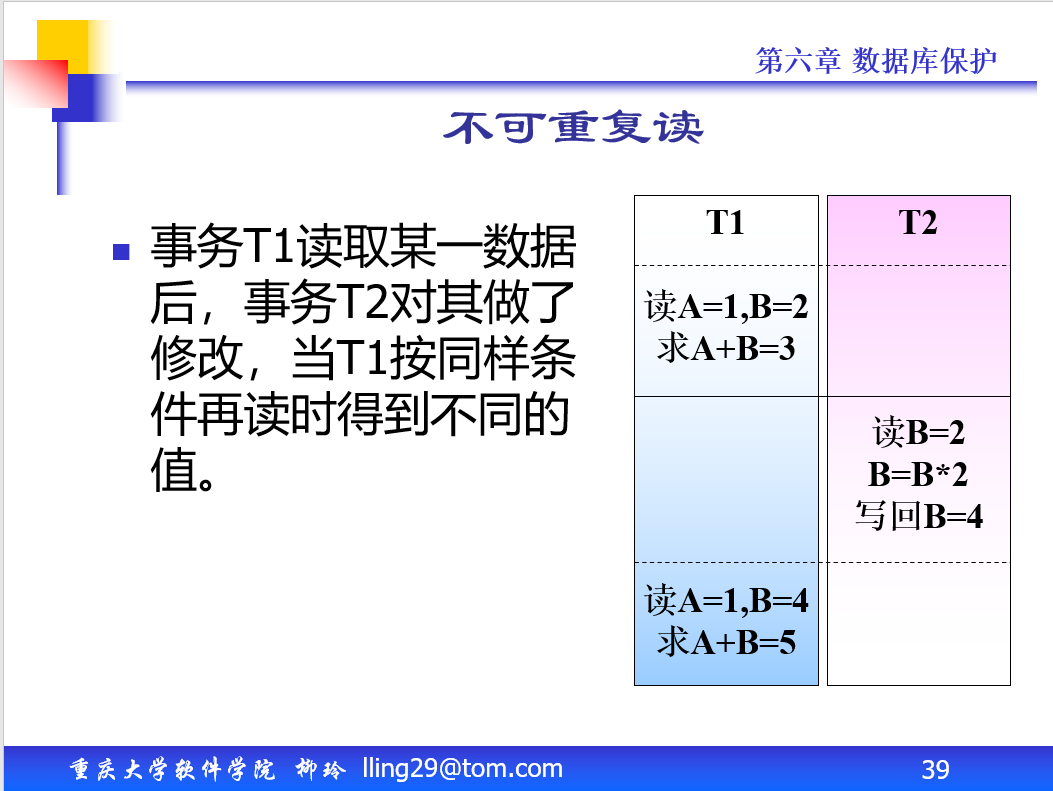 第六章 数据库保护
不可重复读
事务T1读取某一数据
后，事务T2对其做了
修改，当T1按同样条
件再读时得到不同的
值。
T1
T2
读A=1,B=2
求A+B=3
读B=2
B=B*2
写回B=4
读A=1,B=4
求A+B=5
重庆大学软件学院 柳玲 lling29@tom.com
39